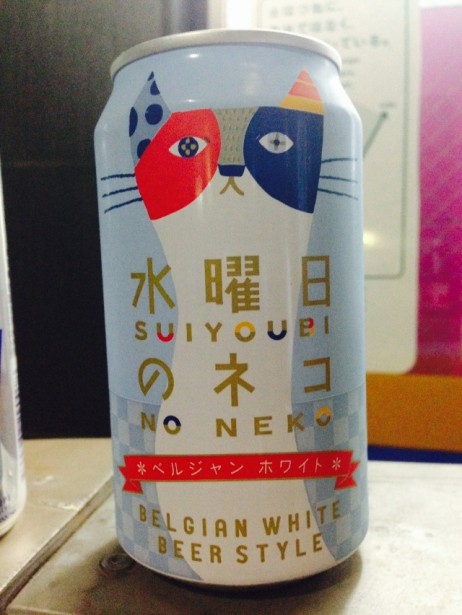 水曜日
SUIYOUBI
のネコ
NO NEKO
*ベルジャン ホワイト*
BELGIAN WHITE
BEER STYLE